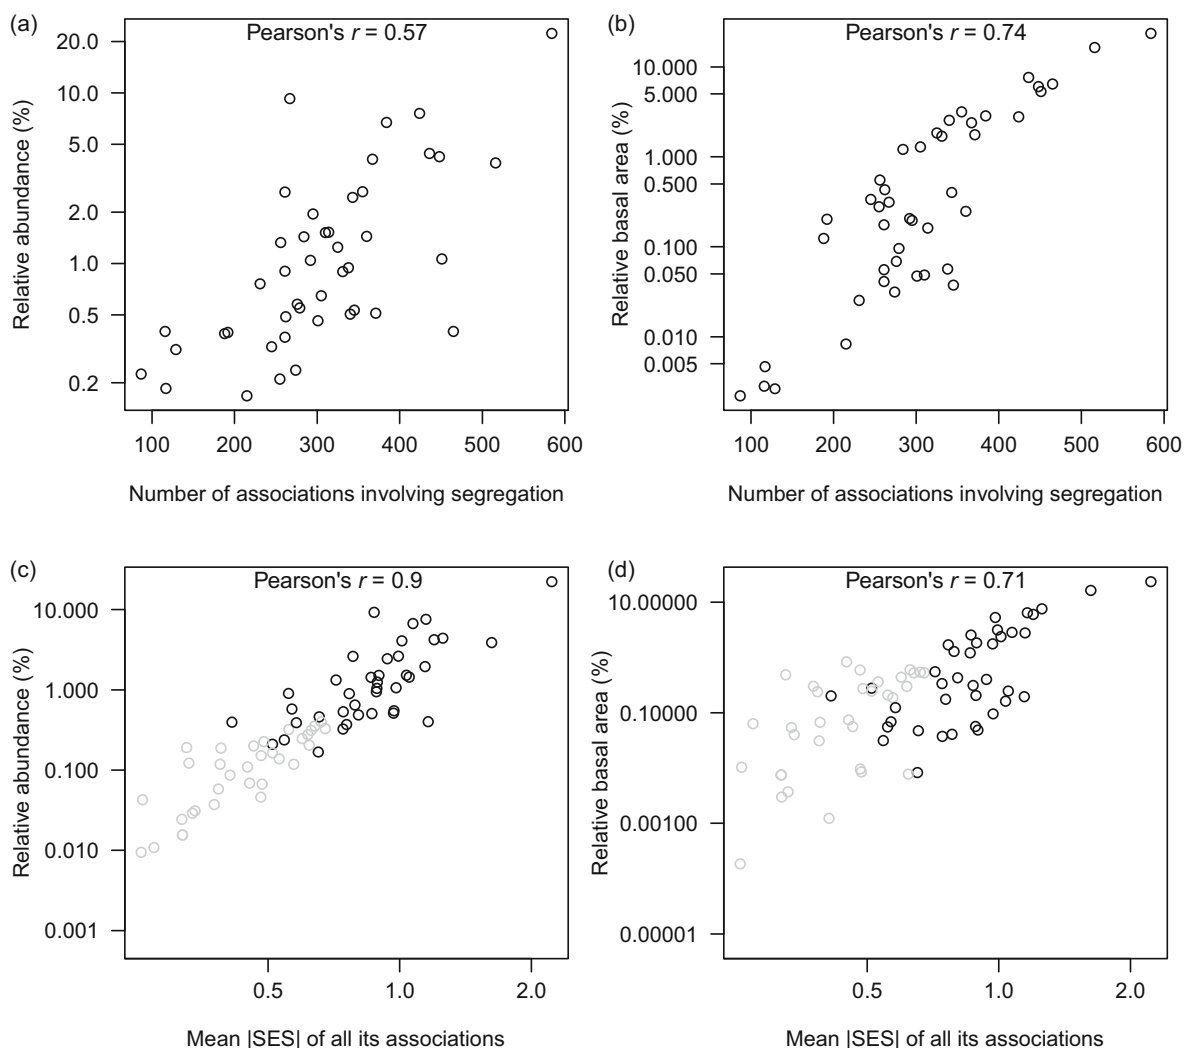 (a)
Pearson's r = 0.57
20.0
10.0
5.0
2.0
1.0
0.5
0.2
Relative abundance (%)
100 200 300 400 500 600
Number of associations involving segregation
(b)
Pearson's r = 0.74
10.000
5.000
1.000
0.500
0.100
0.050
0.010
0.005
Relative basal area (%)
100 200 300 400 500 600
Number of associations involving segregation
(c)
Pearson's r = 0.9
10.000
1.000
0.100
0.010
0.001
Relative abundance (%)
0.5 1.0 2.0
Mean |SES| of all its associations
(d)
Pearson's r = 0.71
10.00000
0.10000
0.00100
0.00001
Relative basal area (%)
0.5 1.0 2.0
Mean |SES| of all its associations